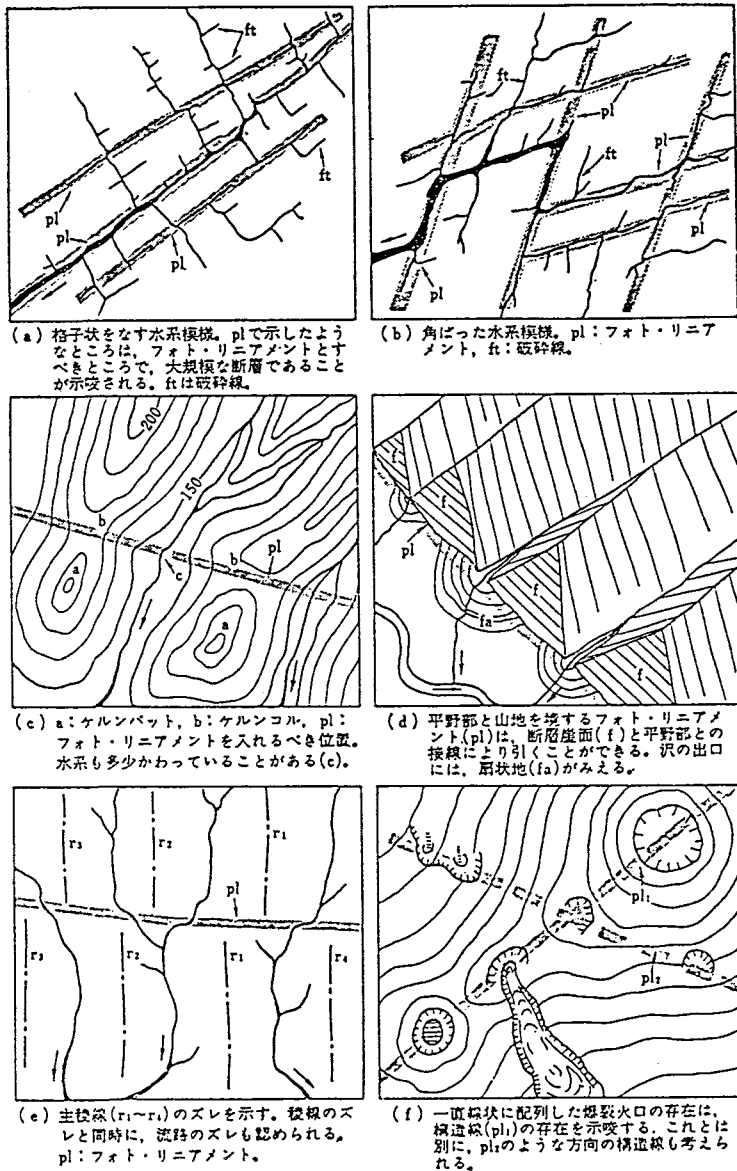 ft
pl
pl
pl
ft
(a) 格子状をなす水系模様。plで示したよう
なところは,フォト・リニアメントとす
べきところで,大規模な断層であること
が示唆される。ftは破砕線。
ft
pl
pl
ft
pl
pl
(b) 角ばった水系模様。pl:フォト・リニア
メント,ft:破砕線。
200
150
b
b
pl
c
a
a
(c) a:ケルンバット,b:ケルンコル,pl:
フォト・リニアメントを入れるべき位置。
水系も多少かわっていることがある(c)。
f
f
pl
f
fa
f
(d) 平野部と山地を境するフォト・リニアメ
ント(pl)は,断層崖面(f)と平野部との
接線により引くことができる。沢の出口
には,扇状地(fa)がみえる。
r₃
r₂
r₁
pl
r₃
r₂
r₁
r₄
(e) 主稜線(r₁~r₄)のズレを示す。稜線のズ
レと同時に,流路のズレも認められる。
pl:フォト・リニアメント。
pl₁
pl₂
(f) 一直線状に配列した爆裂火口の存在は,
構造線(pl₁)の存在を示唆する,これとは
別に,pl₂のような方向の構造線も考えら
れる。